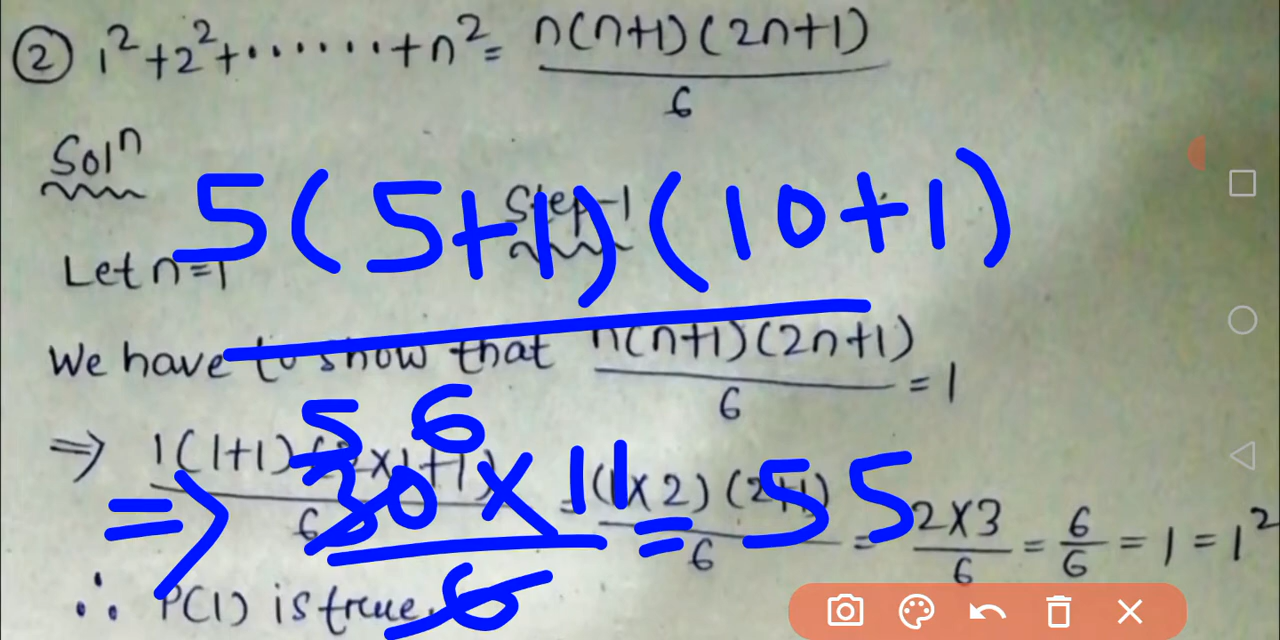 ② 1² + 2² + ....... + n² = n(n+1)(2n+1) / 6
Solⁿ
Step-1
5(5+1)(10+1)
Let n=1
We have to show that n(n+1)(2n+1) / 6 = 1
5 6
⇒ 1(1+1)(2×1+1) / 6 = (1×2)(2+1) / 6 = 2×3 / 6 = 6 / 6 = 1 = 1²
⇒ 30 × 11 / 6 = 55
∴ P(1) is true.